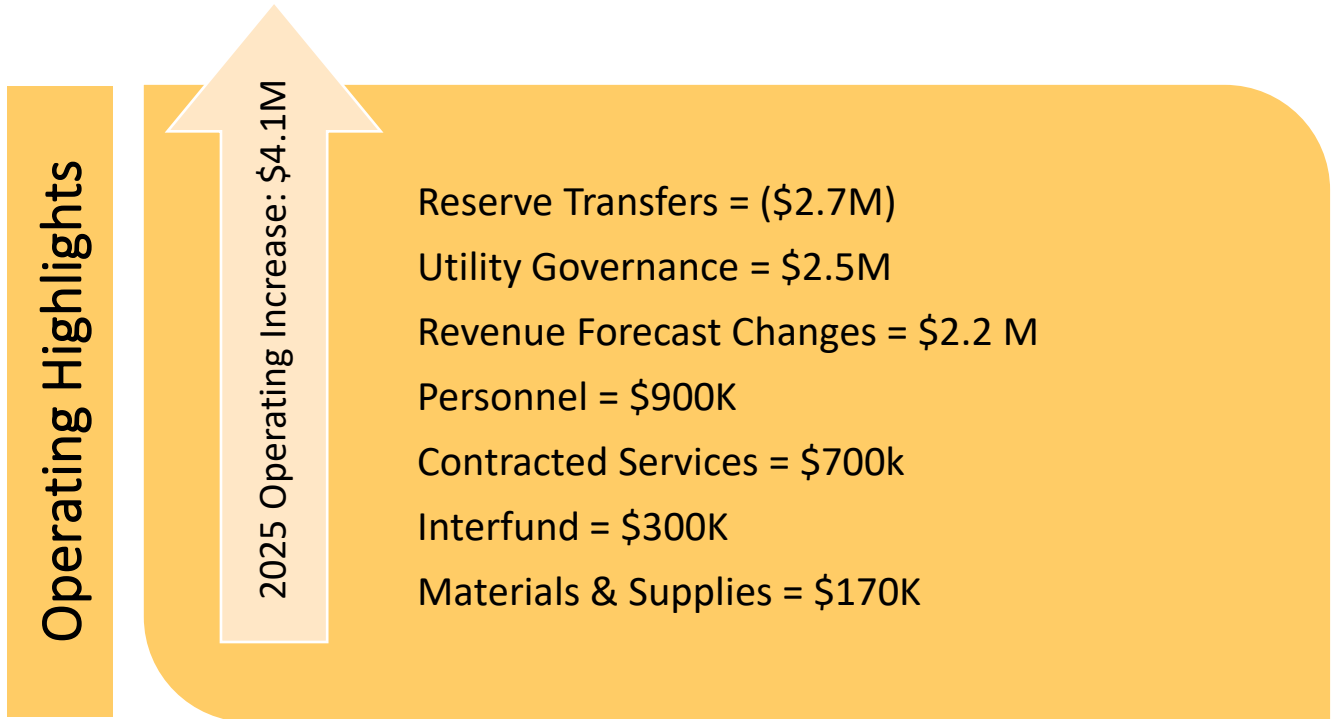 Operating Highlights
2025 Operating Increase: $4.1M
Reserve Transfers = ($2.7M)
Utility Governance = $2.5M
Revenue Forecast Changes = $2.2 M
Personnel = $900K
Contracted Services = $700k
Interfund = $300K
Materials & Supplies = $170K